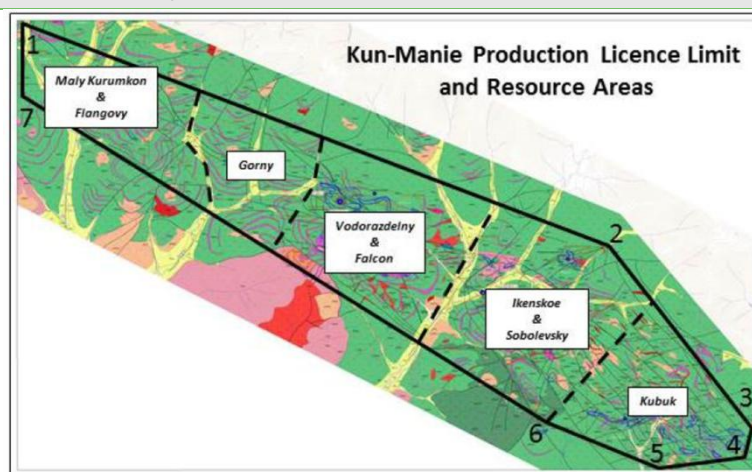 Kun-Manie Production Licence Limit
and Resource Areas
1
Maly Kurumkon
&
Flangovy
7
Gorny
Vodorazdelny
&
Falcon
2
Ikenskoe
&
Sobolevsky
Kubuk
3
6
5
4